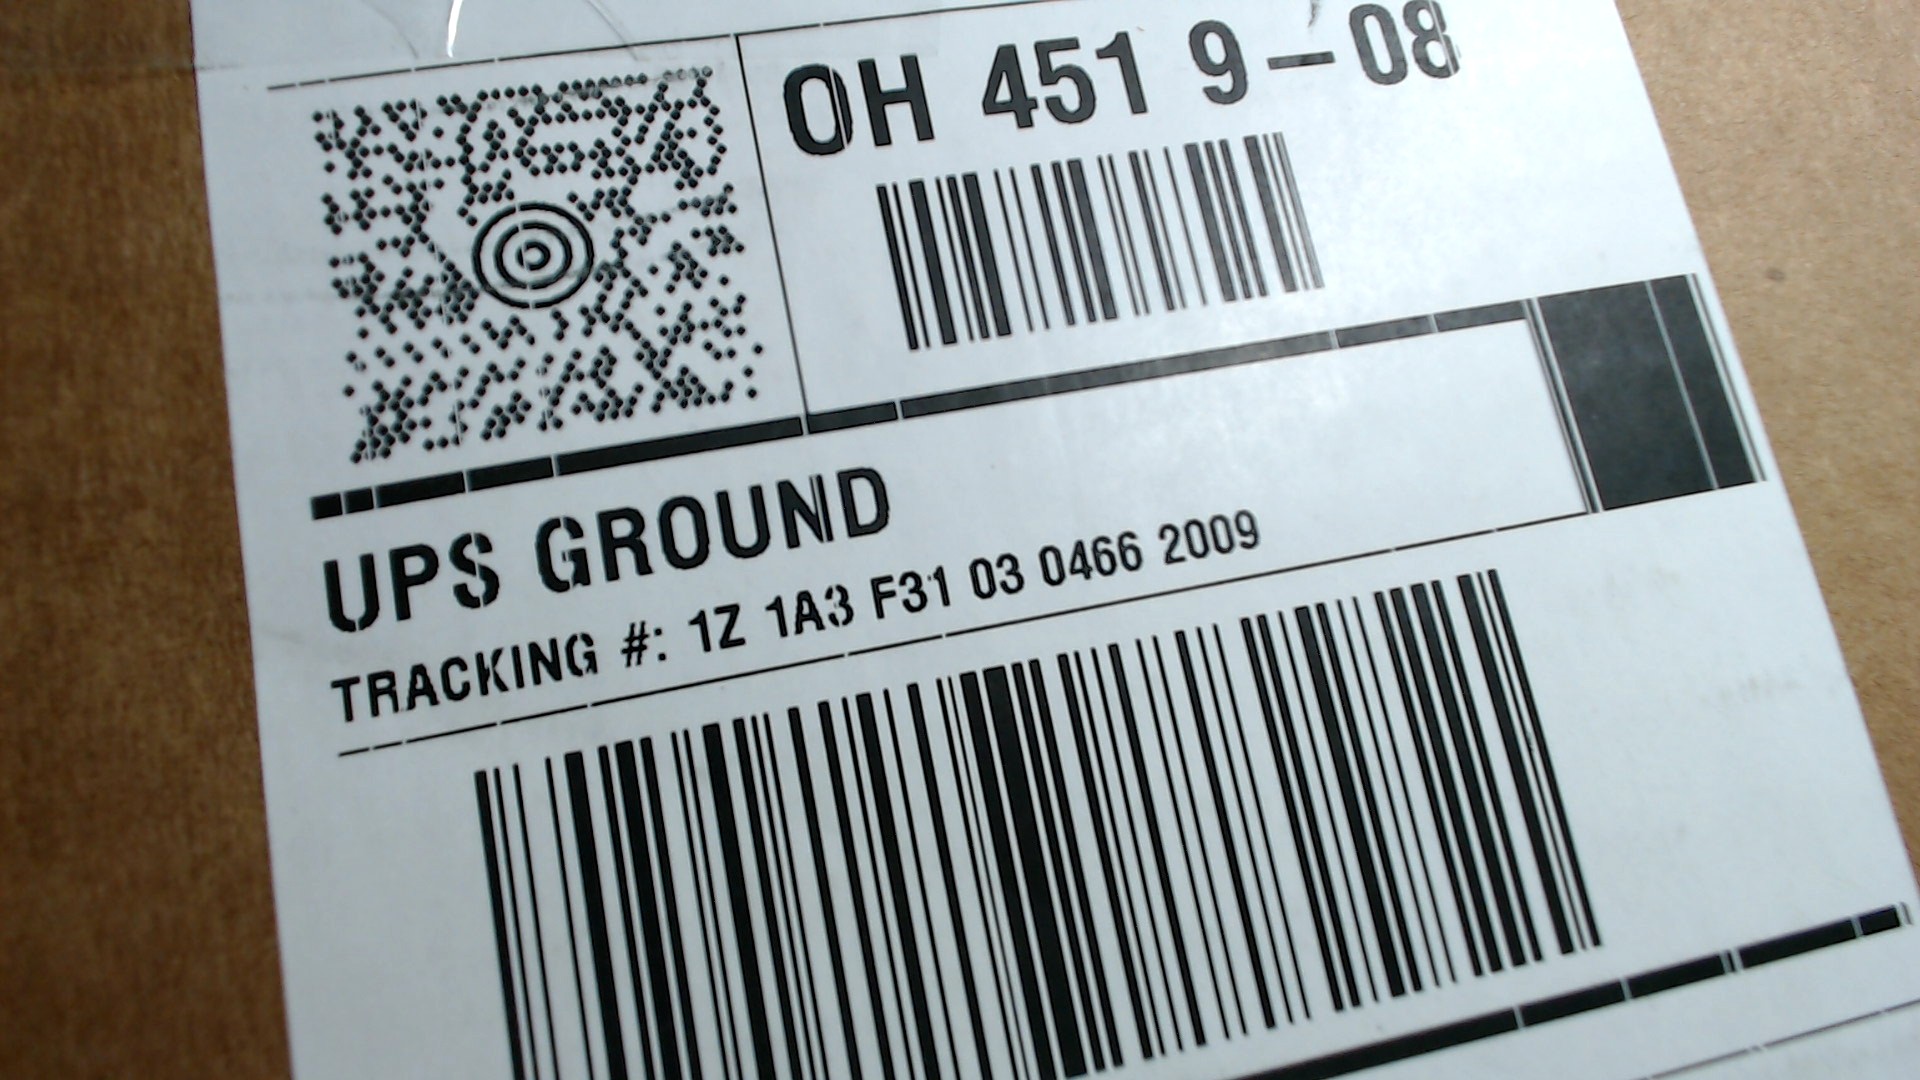 OH 451 9-08
UPS GROUND
TRACKING #: 1Z 1A3 F31 03 0466 2009